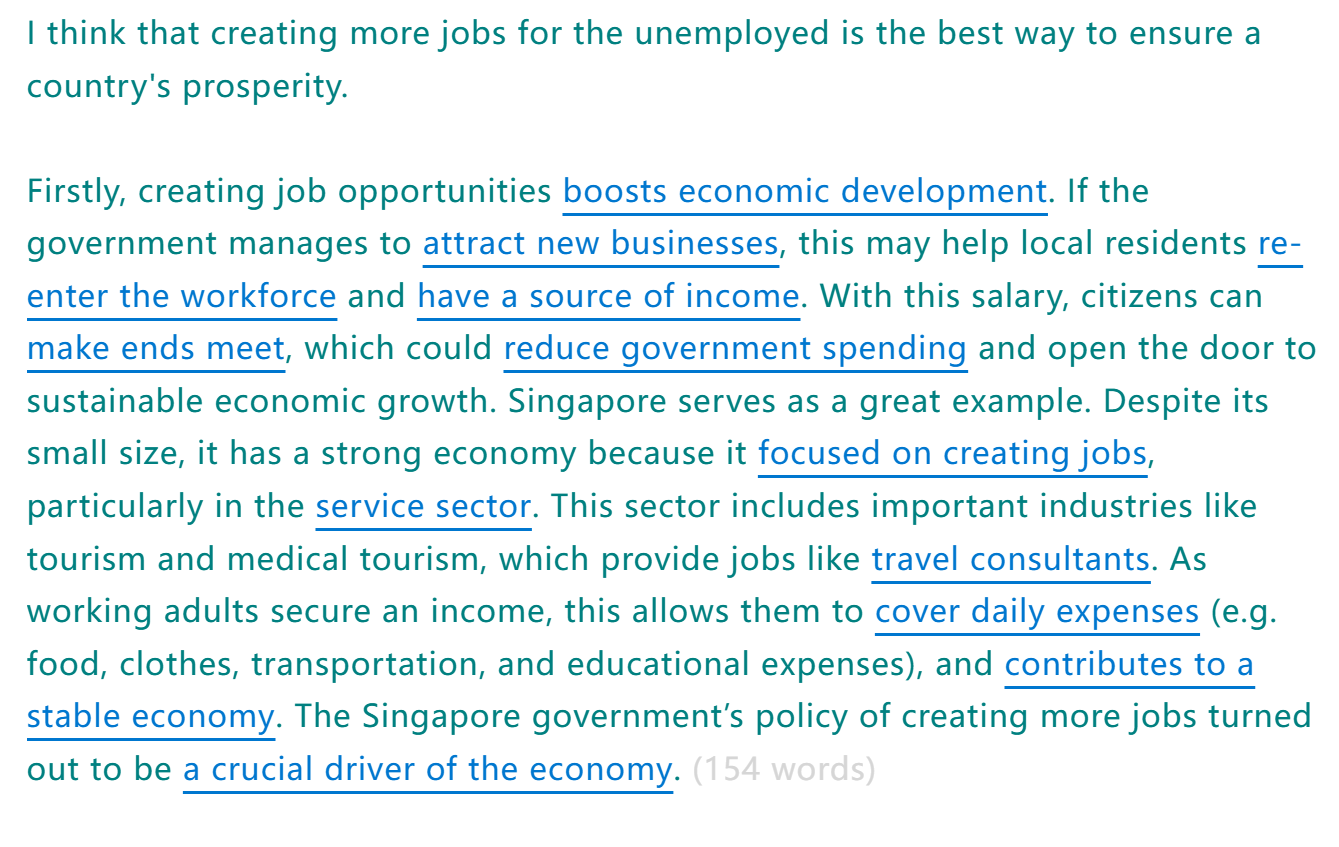 I think that creating more jobs for the unemployed is the best way to ensure a
country's prosperity.
Firstly, creating job opportunities boosts economic development. If the
government manages to attract new businesses, this may help local residents re-
enter the workforce and have a source of income. With this salary, citizens can
make ends meet, which could reduce government spending and open the door to
sustainable economic growth. Singapore serves as a great example. Despite its
small size, it has a strong economy because it focused on creating jobs,
particularly in the service sector. This sector includes important industries like
tourism and medical tourism, which provide jobs like travel consultants. As
working adults secure an income, this allows them to cover daily expenses (e.g.
food, clothes, transportation, and educational expenses), and contributes to a
stable economy. The Singapore government’s policy of creating more jobs turned
out to be a crucial driver of the economy. (154 words)